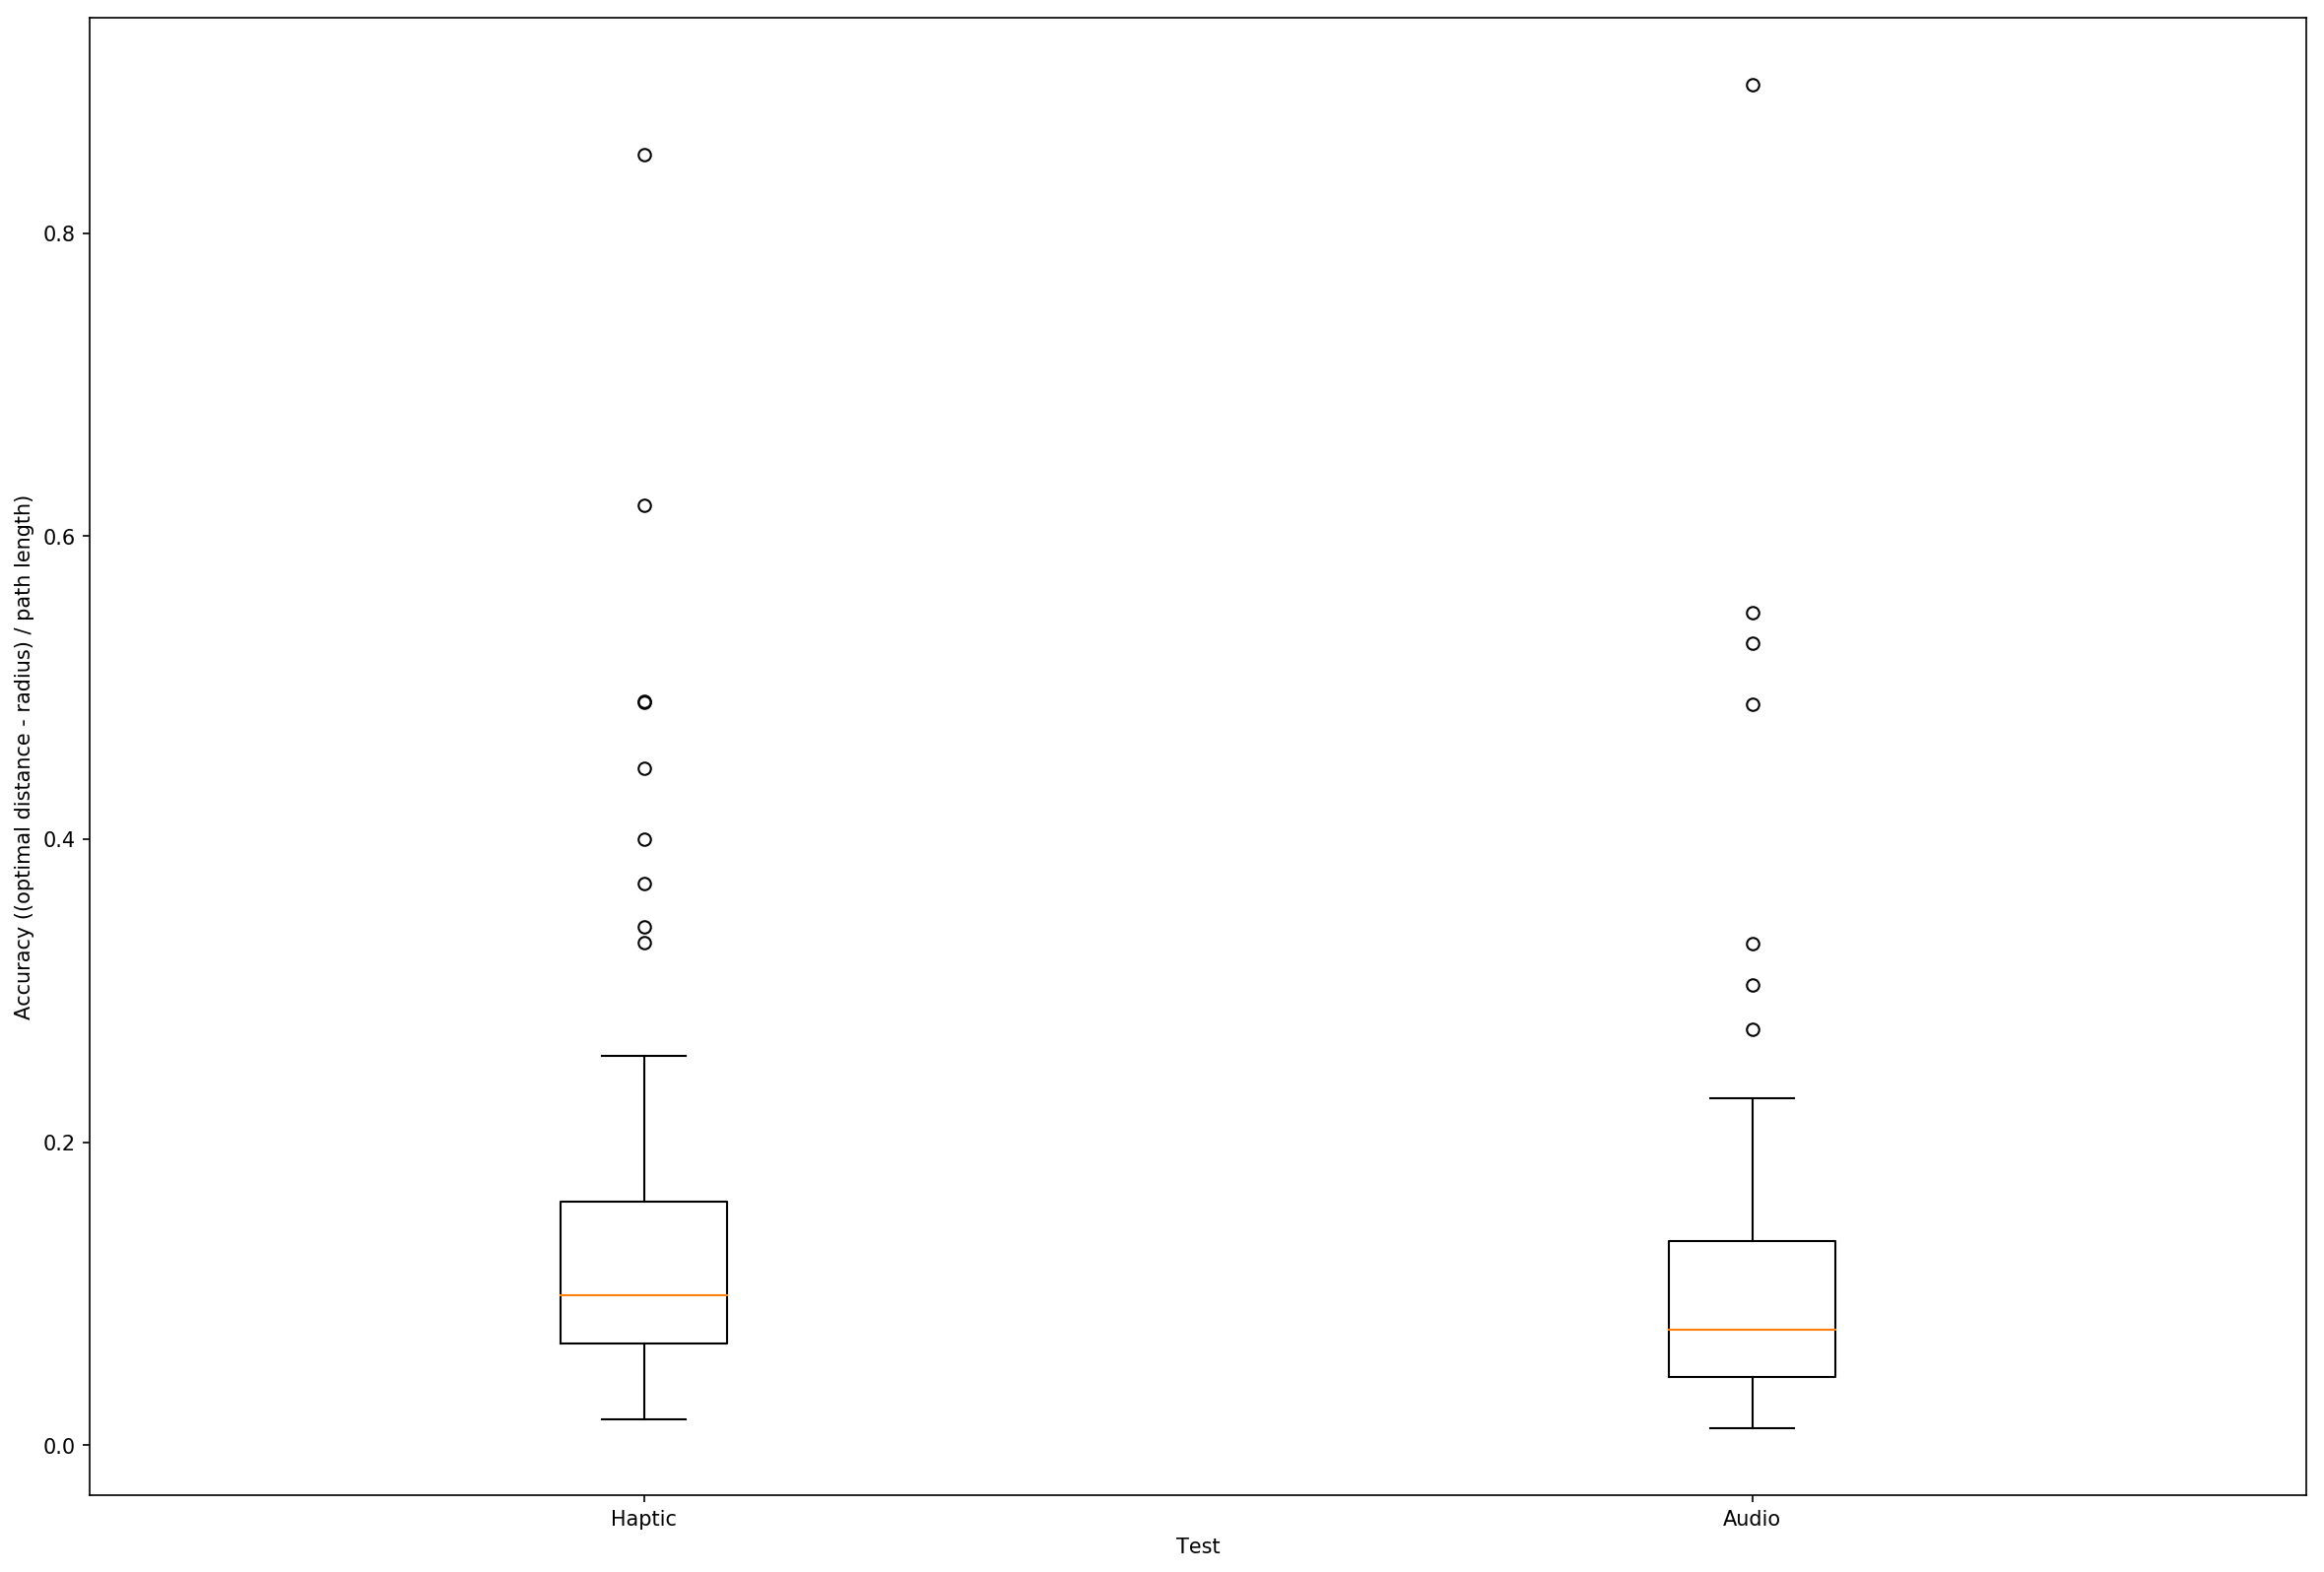 Accuracy ((optimal distance - radius) / path length)
0.8
0.6
0.4
0.2
0.0
Haptic
Audio
Test